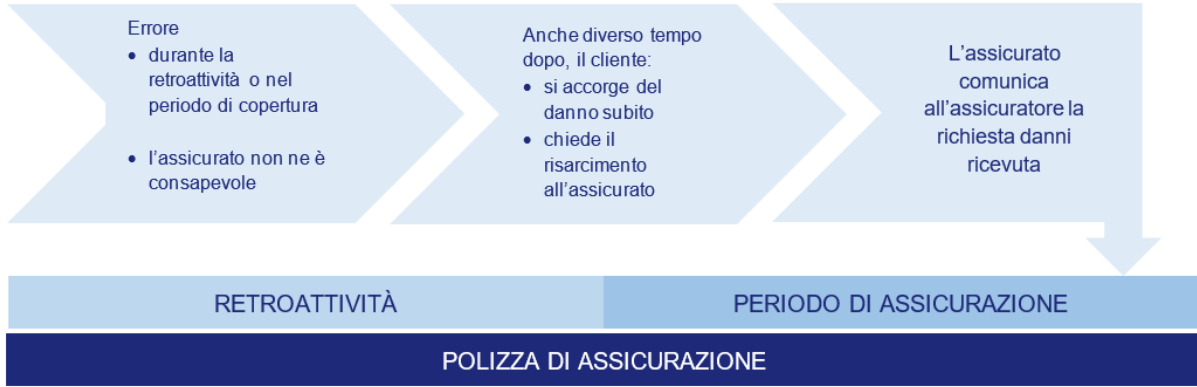 Errore
• durante la
retroattività o nel
periodo di copertura
• l'assicurato non ne è
consapevole
Anche diverso tempo
dopo, il cliente:
• si accorge del
danno subito
• chiede il
risarcimento
all'assicurato
L'assicurato
comunica
all'assicuratore la
richiesta danni
ricevuta
RETROATTIVITÀ
PERIODO DI ASSICURAZIONE
POLIZZA DI ASSICURAZIONE